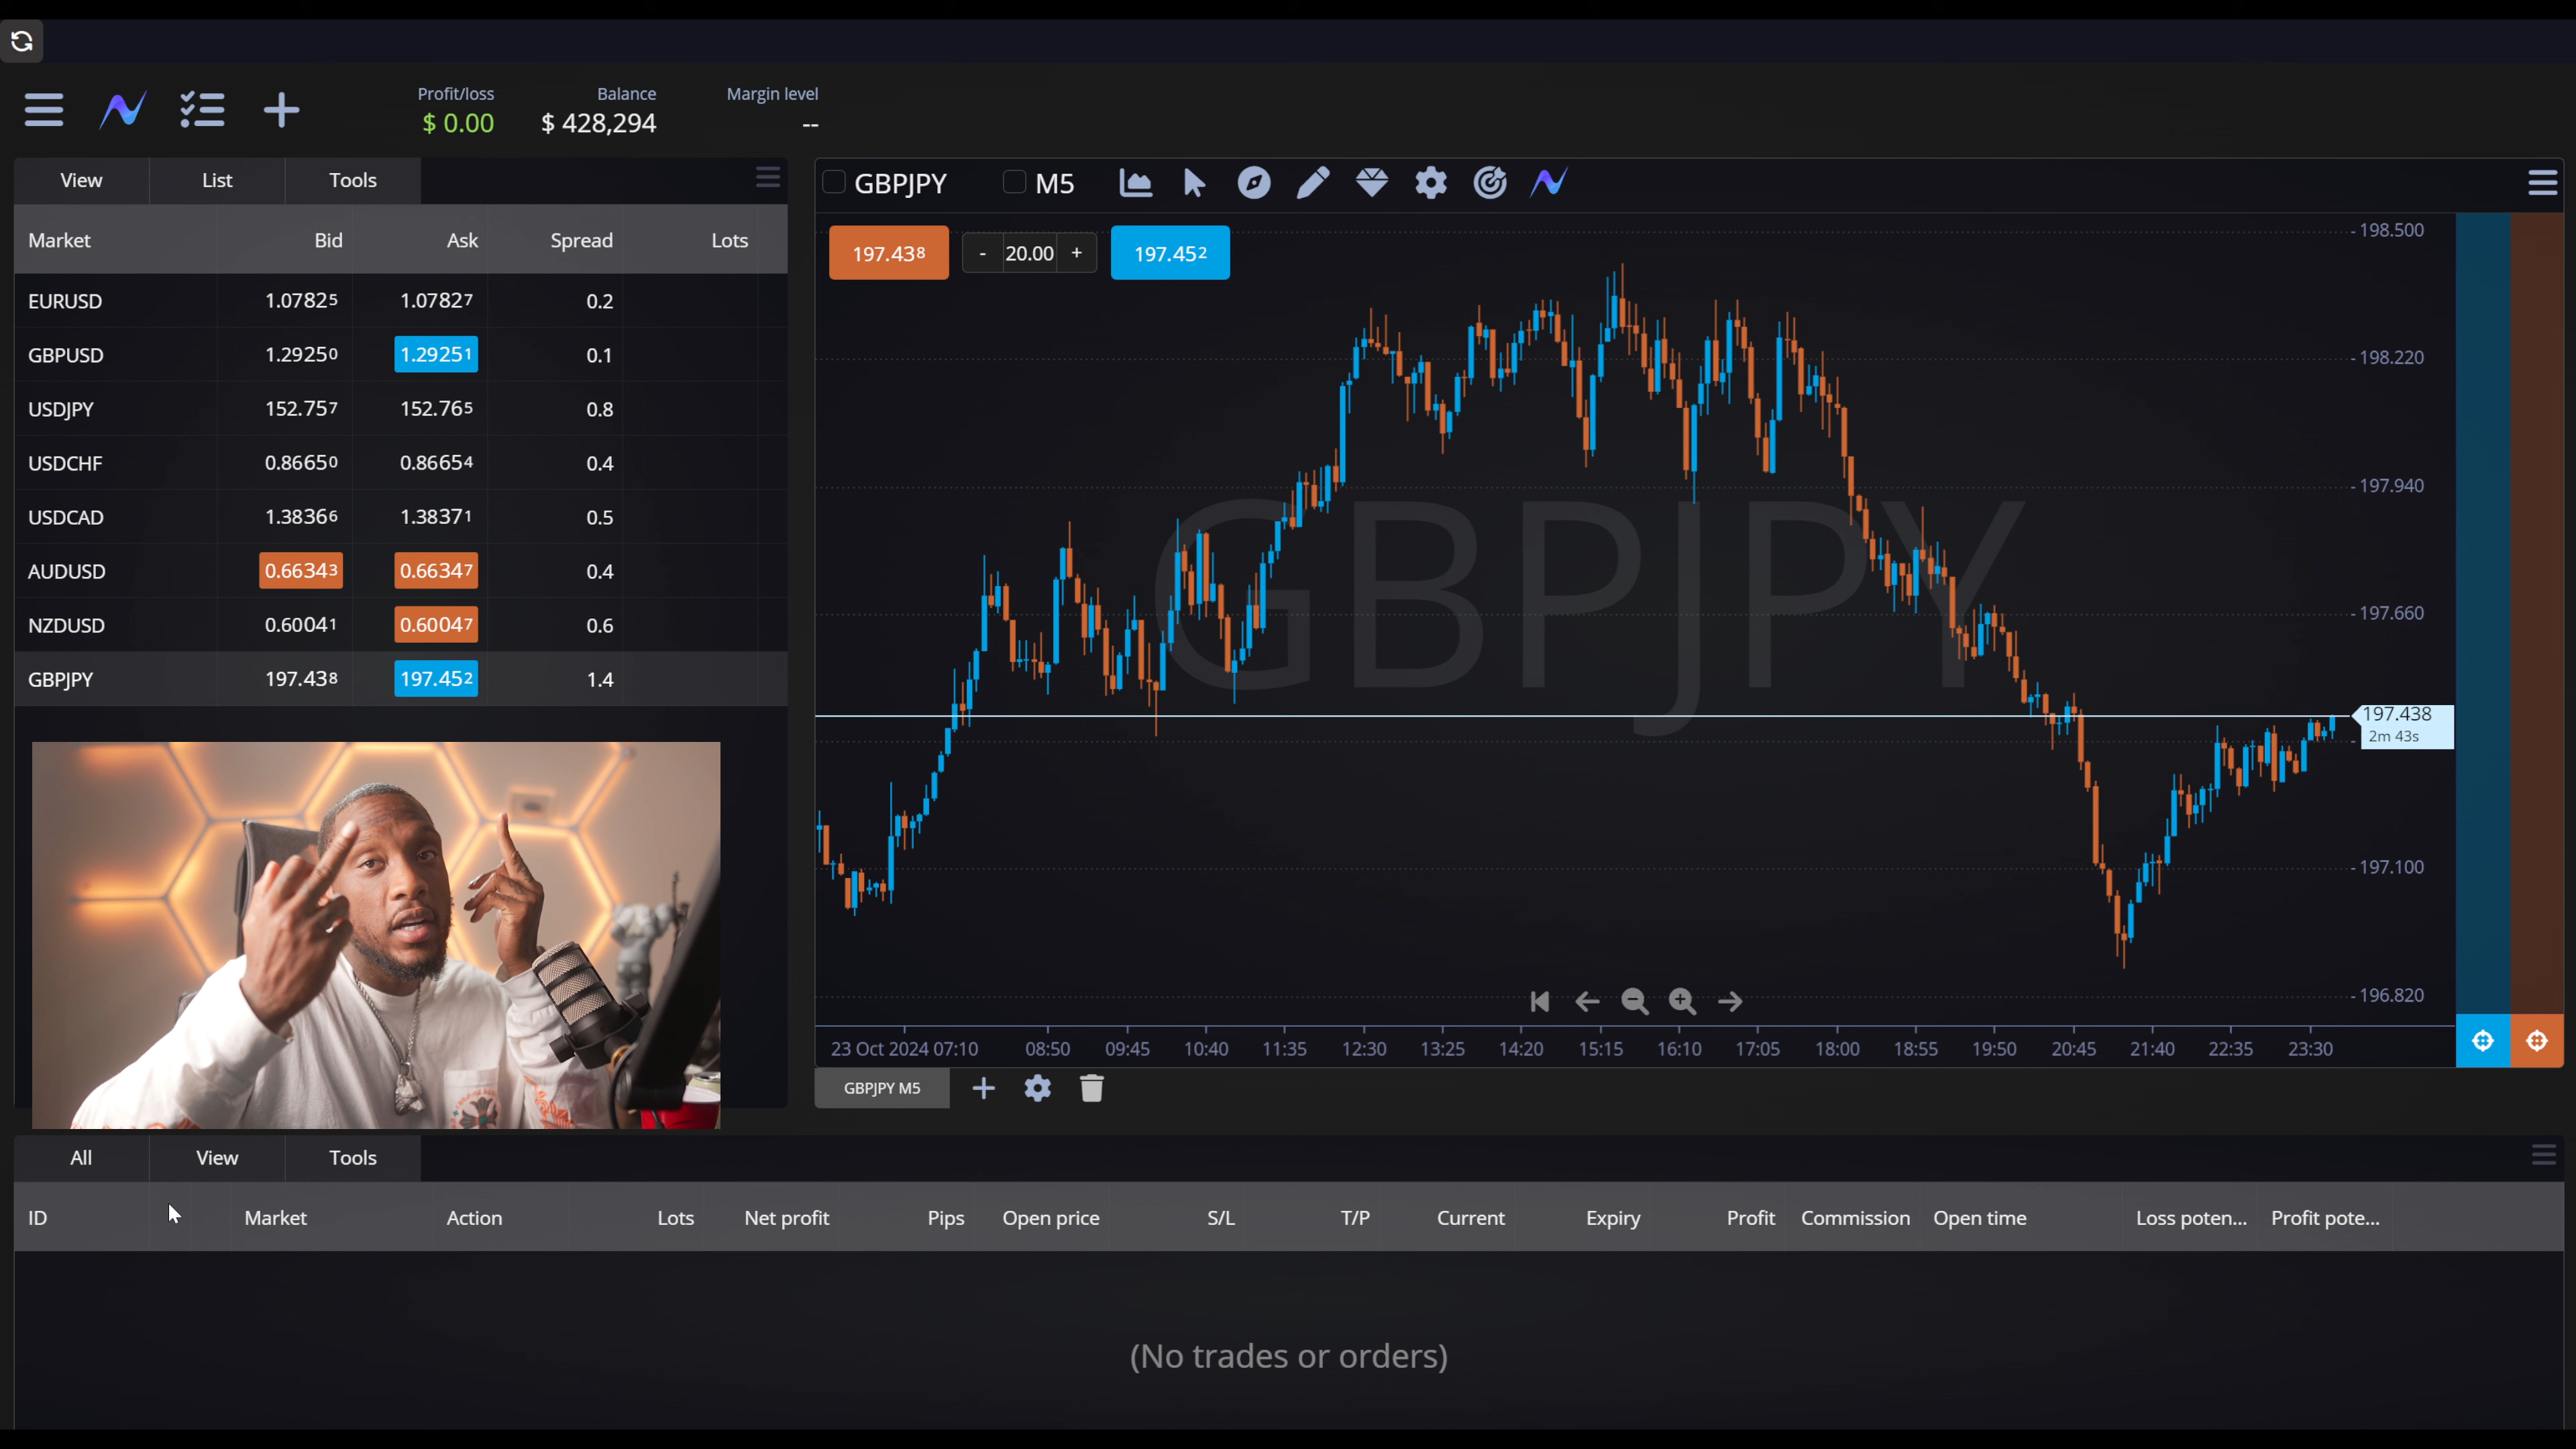 Profit/loss Balance Margin level
$ 0.00 $ 428,294 --
View List Tools
Market Bid Ask Spread Lots
EURUSD 1.07825 1.07827 0.2
GBPUSD 1.29250 1.29251 0.1
USDJPY 152.757 152.765 0.8
USDCHF 0.86650 0.86654 0.4
USDCAD 1.38366 1.38371 0.5
AUDUSD 0.66343 0.66347 0.4
NZDUSD 0.60041 0.60047 0.6
GBPJPY 197.438 197.452 1.4
GBPJPY M5
197.438 - 20.00 + 197.452
198.500
198.220
197.940
197.660
197.438
2m 43s
197.100
196.820
GBPJPY
23 Oct 2024 07:10 08:50 09:45 10:40 11:35 12:30 13:25 14:20 15:15 16:10 17:05 18:00 18:55 19:50 20:45 21:40 22:35 23:30
GBPJPY M5
All View Tools
ID Market Action Lots Net profit Pips Open price S/L T/P Current Expiry Profit Commission Open time Loss poten... Profit pote...
(No trades or orders)